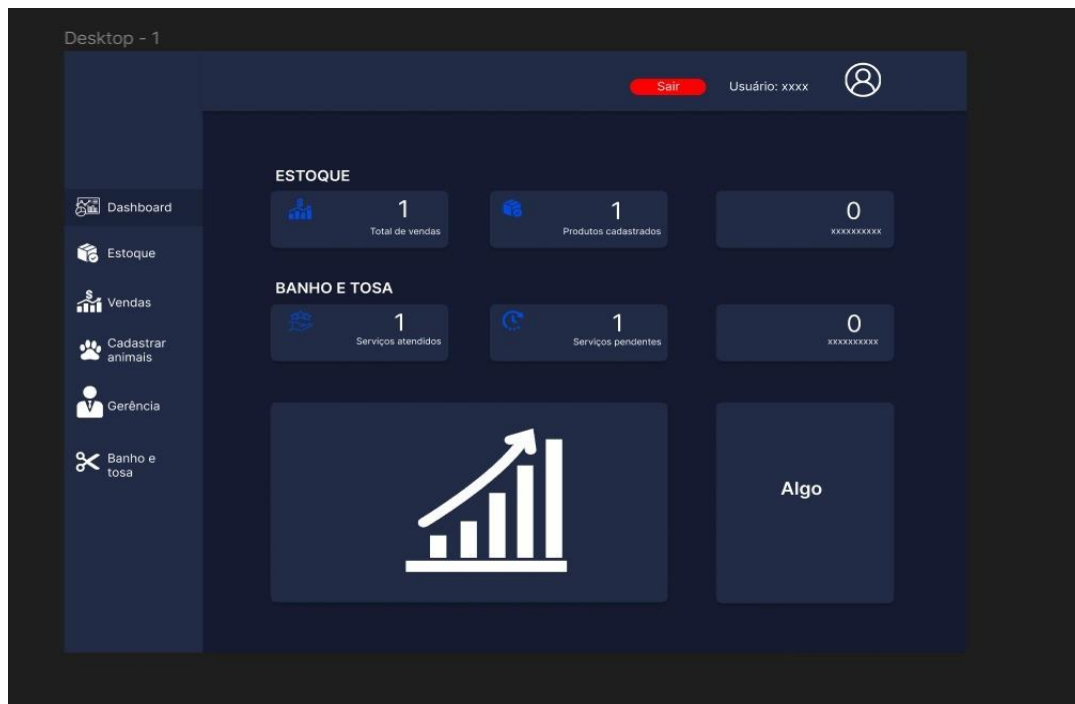 Desktop - 1
Sair
Usuário: xxxx
Dashboard
Estoque
Vendas
Cadastrar
animais
Gerência
Banho e
tosa
ESTOQUE
1
Total de vendas
1
Produtos cadastrados
0
xxxxxxxxxx
BANHO E TOSA
1
Serviços atendidos
1
Serviços pendentes
0
xxxxxxxxxx
Algo